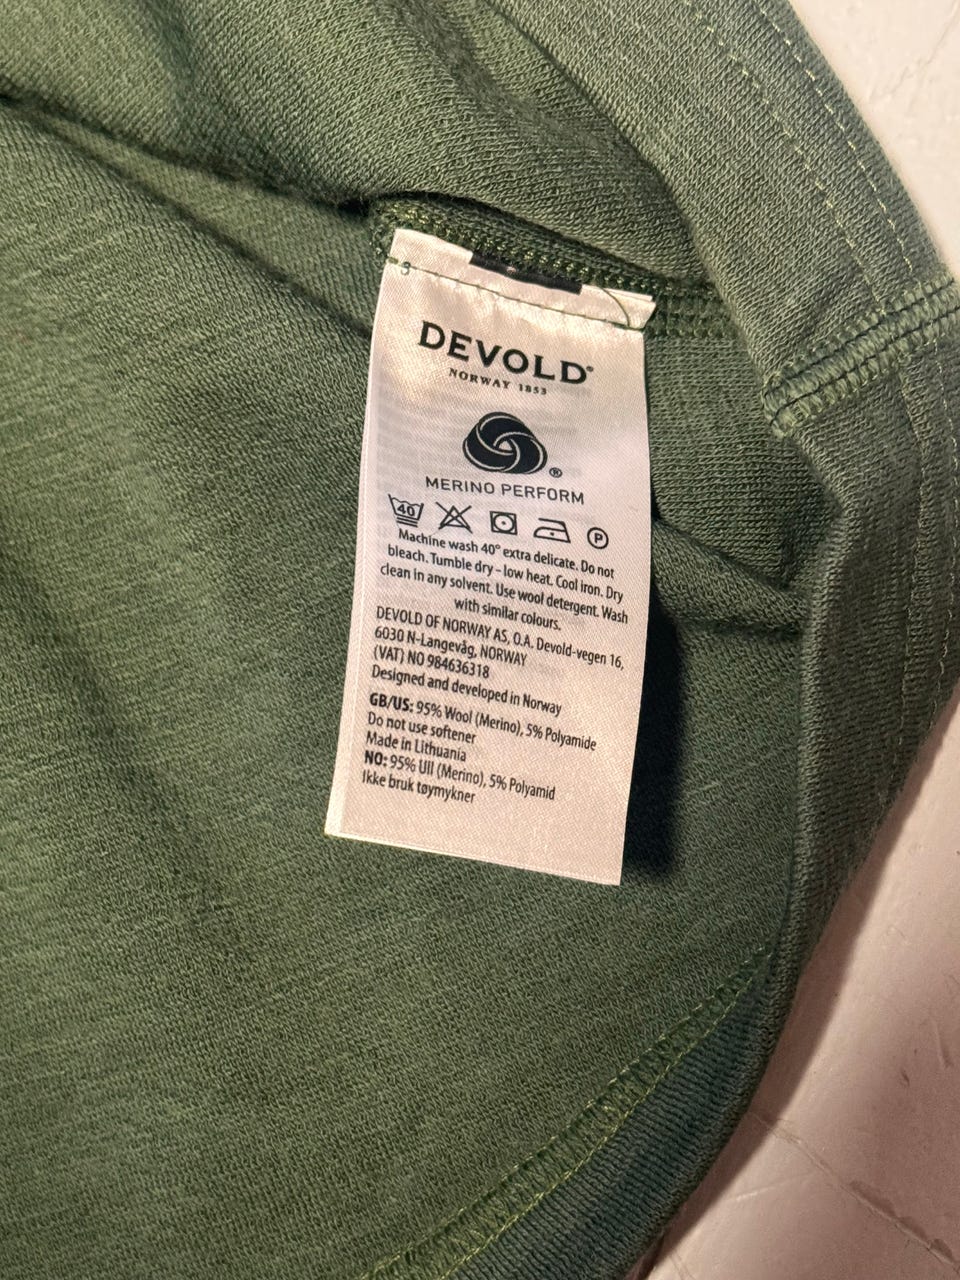 3
DEVOLD®
NORWAY 1853
®
MERINO PERFORM
40
P
Machine wash 40° extra delicate. Do not
bleach. Tumble dry – low heat. Cool iron. Dry
clean in any solvent. Use wool detergent. Wash
with similar colours.
DEVOLD OF NORWAY AS, O.A. Devold-vegen 16,
6030 N-Langevåg, NORWAY
(VAT) NO 984636318
Designed and developed in Norway
GB/US: 95% Wool (Merino), 5% Polyamide
Do not use softener
Made in Lithuania
NO: 95% Ull (Merino), 5% Polyamid
Ikke bruk tøymykner